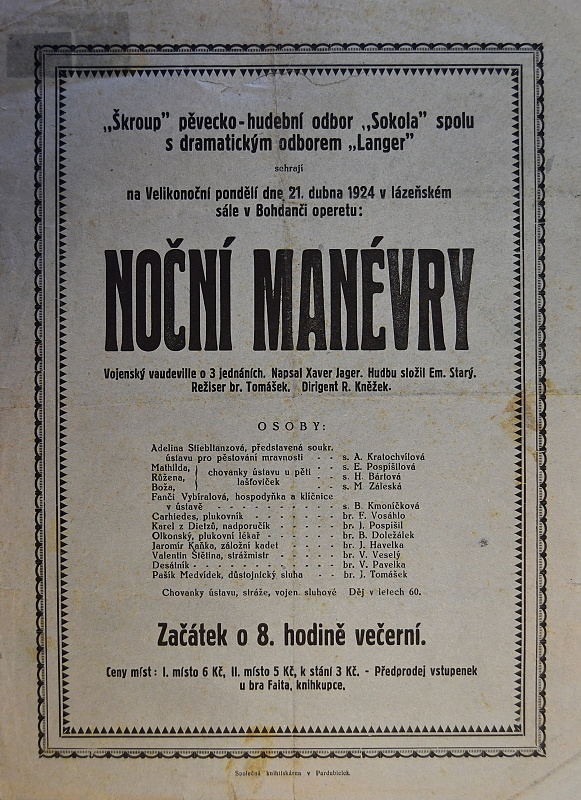 „Škroup” pěvecko-hudební odbor „Sokola” spolu
s dramatickým odborem „Langer”
sehrají
na Velikonoční pondělí dne 21. dubna 1924 v lázeňském
sále v Bohdanči operetu:
NOČNÍ MANÉVRY
Vojenský vaudeville o 3 jednáních. Napsal Xaver Jager. Hudbu složil Em. Starý.
Režiser br. Tomášek. Dirigent R. Kněžek.
OSOBY:
Adelina Stiebltanzová, představená soukr.
ústavu pro pěstování mravnosti - - s. A. Kratochvílová
Mathilda, - - s. E. Pospíšilová
Růžena, chovanky ústavu u pěti - - s. H. Bártová
Boža, lašťoviček - - s. M. Záleská
Fanči Vybíralová, hospodyňka a klíčnice
v ústavě - - - - - - - - s. B. Kmoníčková
Carhiedes, plukovník - - - - - - br. F. Vosáhlo
Karel z Dietzů, nadporučík - - - - br. J. Pospíšil
Olkonský, plukovní lékař - - - - - br. B. Doležálek
Jaromír Kaňka, záložní kadet - - - - br. J. Havelka
Valentin Štětina, strážmistr - - - - br. V. Veselý
Desátník - - - - - - - - - br. V. Pavelka
Pašík Medvídek, důstojnický sluha - - br. J. Tomášek
Chovanky ústavu, stráže, vojen. sluhové Děj v letech 60.
Začátek o 8. hodině večerní.
Ceny míst: I. místo 6 Kč, II. místo 5 Kč, k stání 3 Kč. - Předprodej vstupenek
u bra Falta, knihkupce.
Společná knihtiskárna v Pardubicích.